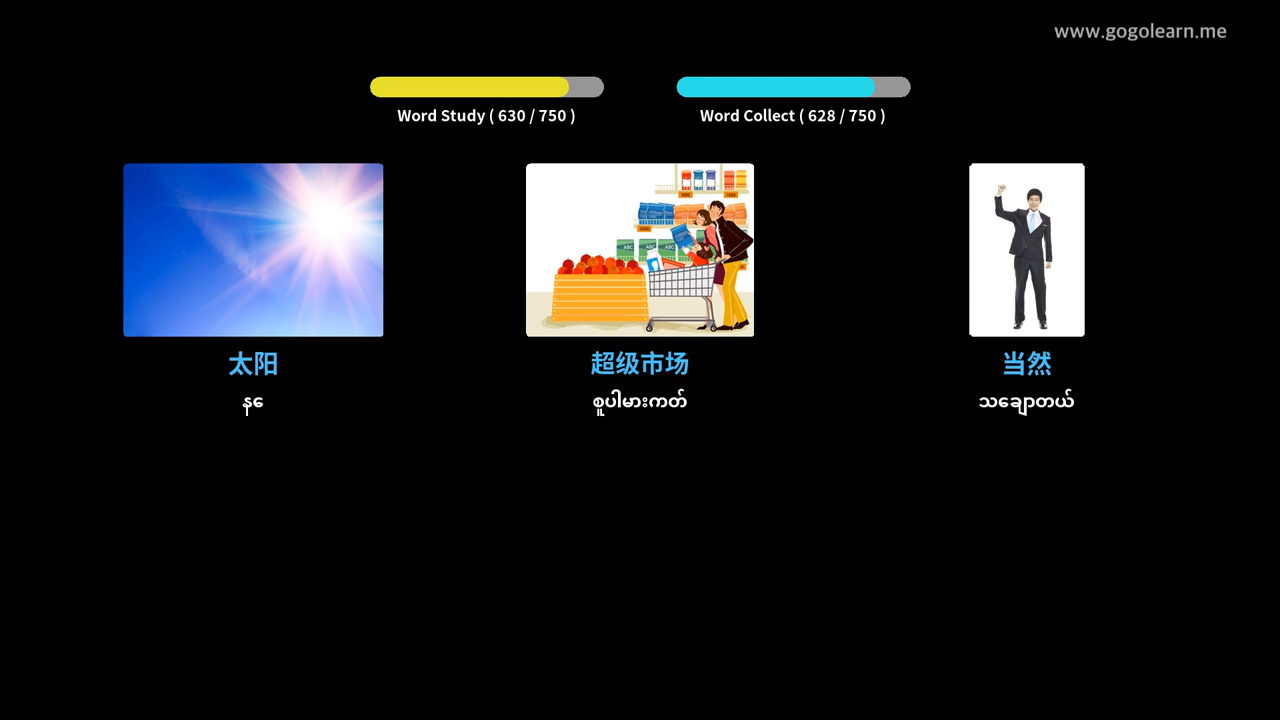 www.gogolearn.me
Word Study ( 630 / 750 )
Word Collect ( 628 / 750 )
太阳
超级市场
当然
နေ
စူပါမားကတ်
သချောတယ်